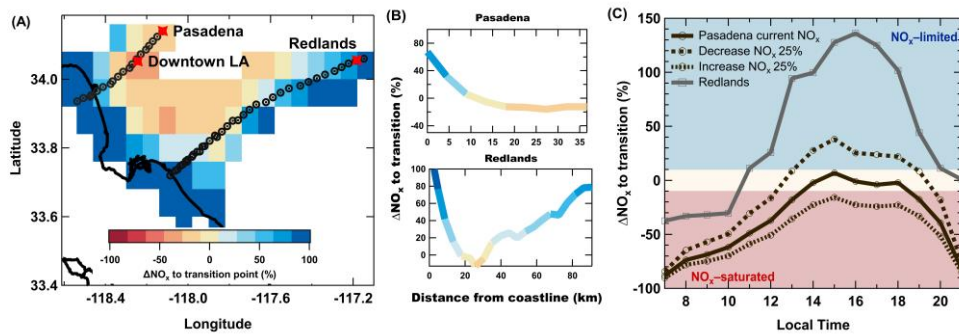 (A)
Pasadena
Downtown LA
Redlands
34.0
33.8
33.6
33.4
Latitude
-100 -50 0 50 100
ΔNOx to transition point (%)
-118.4 -118.0 -117.6 -117.2
Longitude
(B)
Pasadena
80
40
0
-40
0 5 10 15 20 25 30 35
ΔNOx to transition (%)
Redlands
100
80
60
40
20
0
0 20 40 60 80
Distance from coastline (km)
(C)
150
100
50
0
-50
-100
ΔNOx to transition (%)
Pasadena current NOx
Decrease NOx 25%
Increase NOx 25%
Redlands
NOx–limited
NOx–saturated
8 10 12 14 16 18 20
Local Time